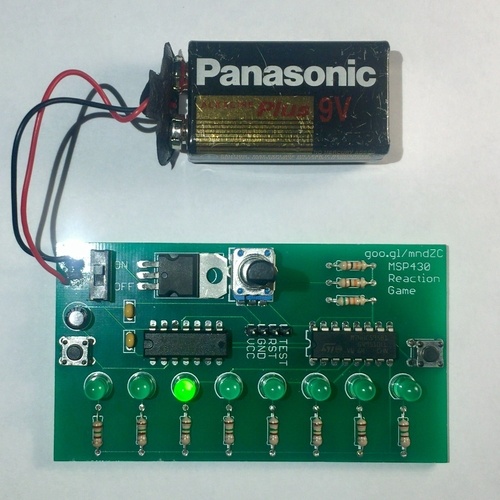 Panasonic
Plus 9V
goo.gl/mndZC
MSP430
Reaction
Game
ON
OFF
TEST
RST
GND
VCC